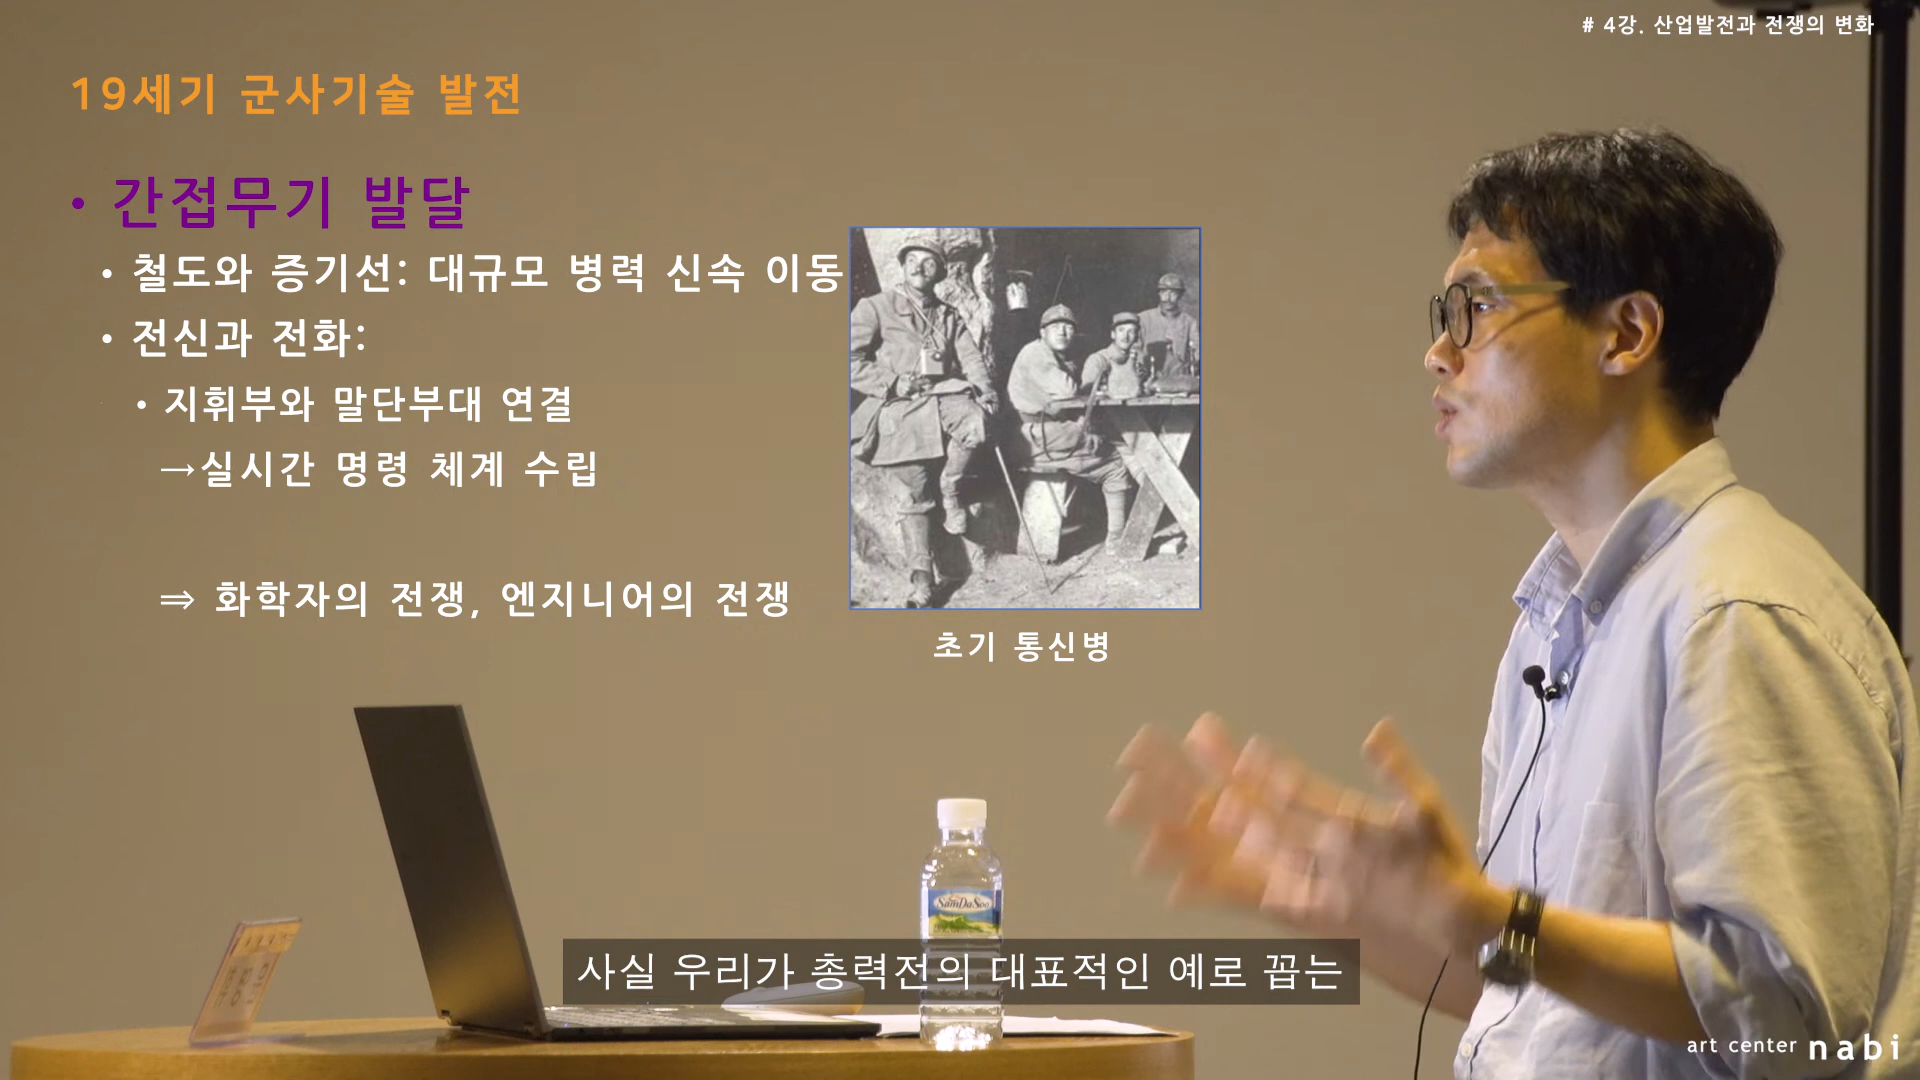 # 4강. 산업발전과 전쟁의 변화
19세기 군사기술 발전
• 간접무기 발달
• 철도와 증기선: 대규모 병력 신속 이동
• 전신과 전화:
• 지휘부와 말단부대 연결
→실시간 명령 체계 수립
⇒ 화학자의 전쟁, 엔지니어의 전쟁
초기 통신병
SamDaSoo
사실 우리가 총력전의 대표적인 예로 꼽는
art center nabi